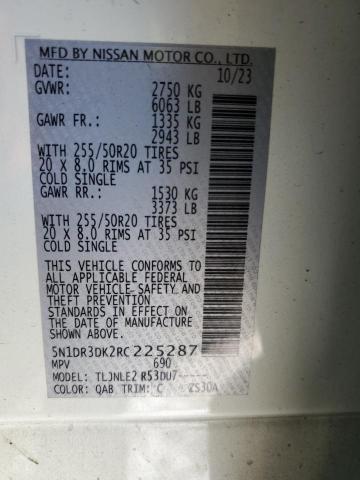 MFD BY NISSAN MOTOR CO., LTD.
DATE: 10/23
GVWR: 2750 KG
6063 LB
GAWR FR.: 1335 KG
2943 LB
WITH 255/50R20 TIRES
20 X 8.0 RIMS AT 35 PSI
COLD SINGLE
GAWR RR.: 1530 KG
3373 LB
WITH 255/50R20 TIRES
20 X 8.0 RIMS AT 35 PSI
COLD SINGLE
THIS VEHICLE CONFORMS TO
ALL APPLICABLE FEDERAL
MOTOR VEHICLE SAFETY AND
THEFT PREVENTION
STANDARDS IN EFFECT ON
THE DATE OF MANUFACTURE
SHOWN ABOVE.
5N1DR3DK2RC225287
MPV 690
MODEL: TLJNLE2 R53DU7-----
COLOR: QAB TRIM: C ZS30A